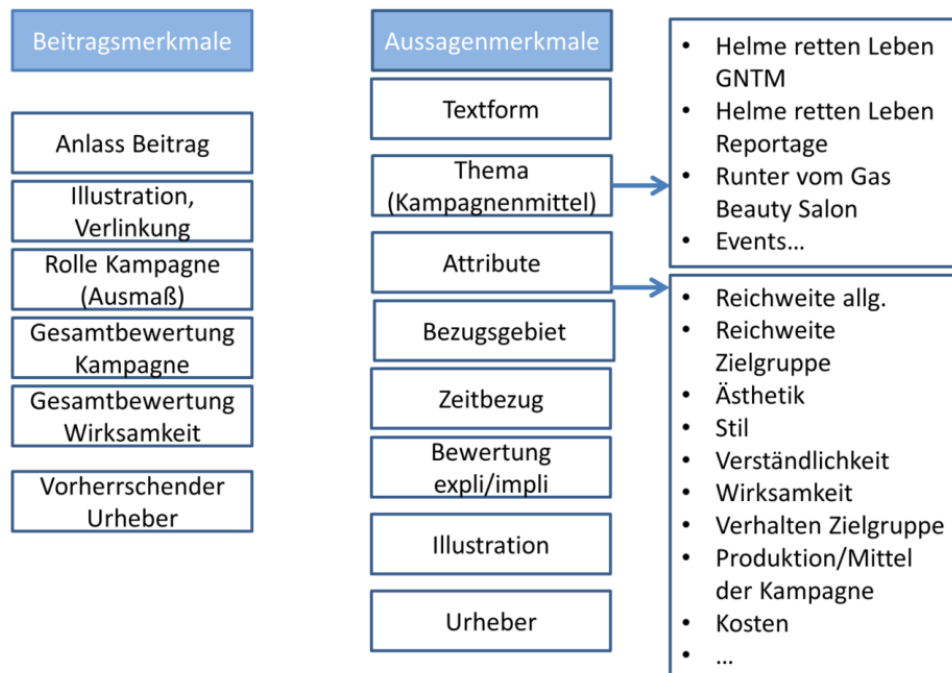 Beitragsmerkmale
Anlass Beitrag
Illustration,
Verlinkung
Rolle Kampagne
(Ausmaß)
Gesamtbewertung
Kampagne
Gesamtbewertung
Wirksamkeit
Vorherrschender
Urheber
Aussagenmerkmale
Textform
Thema
(Kampagnenmittel)
Attribute
Bezugsgebiet
Zeitbezug
Bewertung
expli/impli
Illustration
Urheber
• Helme retten Leben
GNTM
• Helme retten Leben
Reportage
• Runter vom Gas
Beauty Salon
• Events…
• Reichweite allg.
• Reichweite
Zielgruppe
• Ästhetik
• Stil
• Verständlichkeit
• Wirksamkeit
• Verhalten Zielgruppe
• Produktion/Mittel
der Kampagne
• Kosten
• …